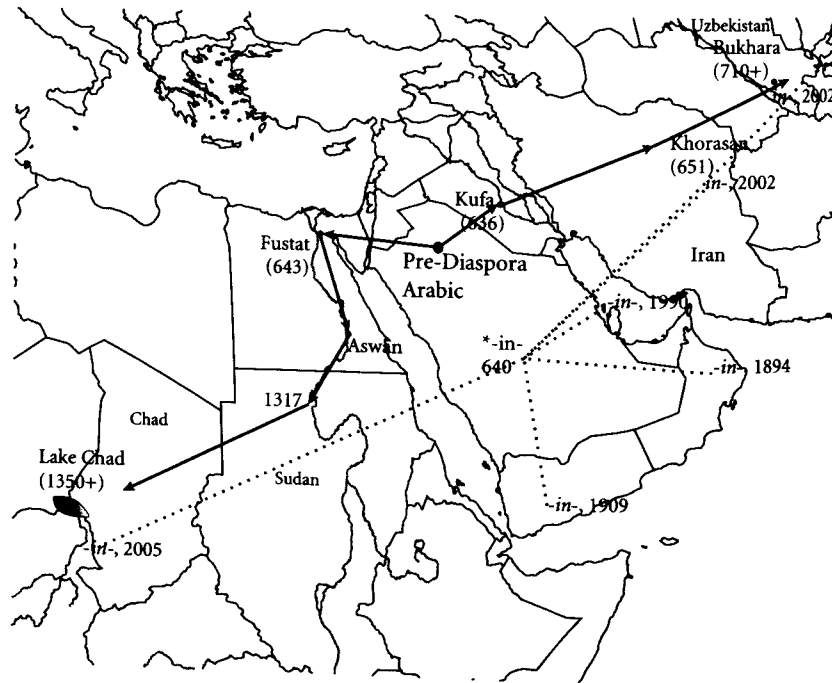 Uzbekistan
Bukhara
(710+)
-in-, 2002
Khorasan
(651)
-in-, 2002
Kufa
(636)
Fustat
(643)
Pre-Diaspora
Arabic
Iran
-in-, 1990
Aswan
*-in-
640
-in-, 1894
1317
Chad
Lake Chad
(1350+)
Sudan
-in-, 1909
-in-, 2005